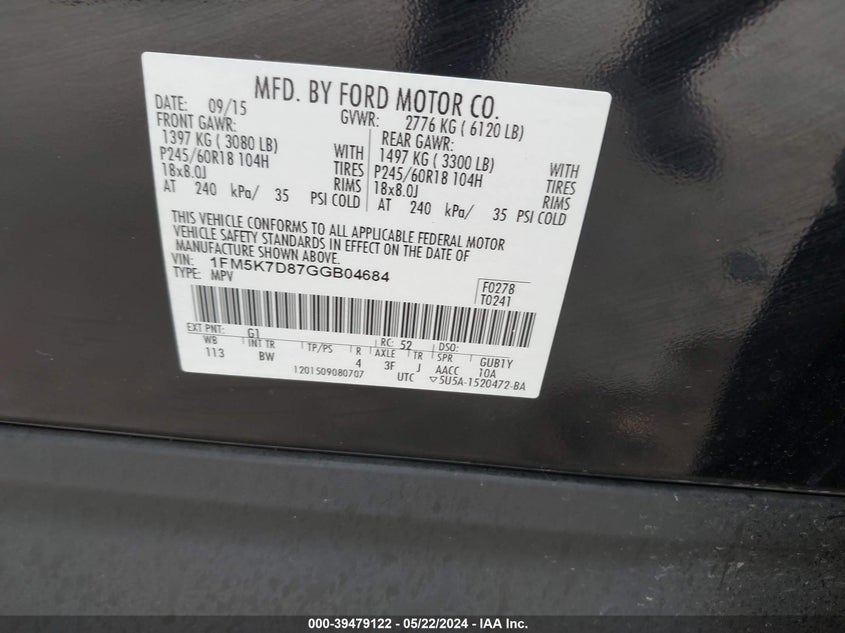 MFD. BY FORD MOTOR CO.
DATE: 09/15 GVWR: 2776 KG ( 6120 LB)
FRONT GAWR: REAR GAWR:
1397 KG ( 3080 LB) WITH 1497 KG ( 3300 LB) WITH
P245/60R18 104H TIRES P245/60R18 104H TIRES
18x8.0J RIMS 18x8.0J RIMS
AT 240 kPa/ 35 PSI COLD AT 240 kPa/ 35 PSI COLD
THIS VEHICLE CONFORMS TO ALL APPLICABLE FEDERAL MOTOR
VEHICLE SAFETY STANDARDS IN EFFECT ON THE DATE OF
MANUFACTURE SHOWN ABOVE.
VIN: 1FM5K7D87GGB04684
TYPE: MPV
F0278
T0241
EXT PNT: G1 RC: 52 DSO:
WB INT TR TP/PS R AXLE TR SPR GUBTY
113 BW 4 3F J AACC 10A
1201509080707 UTC ▽5U5A-1520472-BA
000-39479122 - 05/22/2024 - IAA Inc.